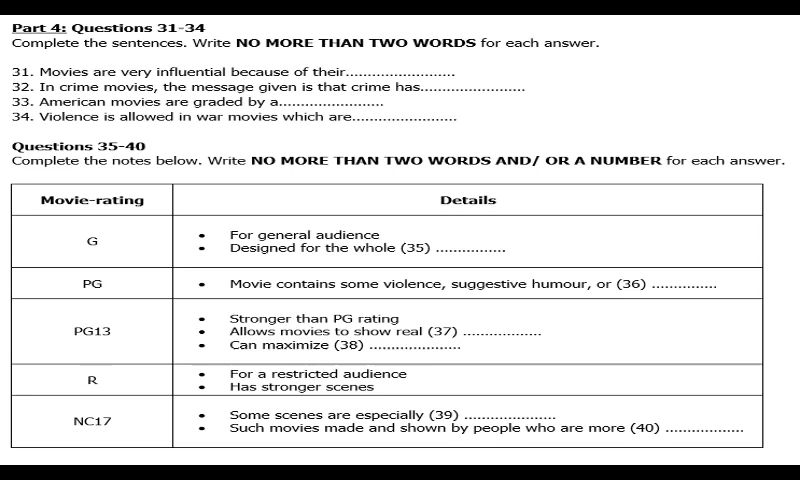 Part 4: Questions 31-34
Complete the sentences. Write NO MORE THAN TWO WORDS for each answer.
31. Movies are very influential because of their........................
32. In crime movies, the message given is that crime has.......................
33. American movies are graded by a.......................
34. Violence is allowed in war movies which are.......................
Questions 35-40
Complete the notes below. Write NO MORE THAN TWO WORDS AND/ OR A NUMBER for each answer.
Movie-rating Details
G
• For general audience
• Designed for the whole (35) ................
PG
• Movie contains some violence, suggestive humour, or (36) ...............
PG13
• Stronger than PG rating
• Allows movies to show real (37) ..................
• Can maximize (38) .....................
R
• For a restricted audience
• Has stronger scenes
NC17
• Some scenes are especially (39) .....................
• Such movies made and shown by people who are more (40) ..................